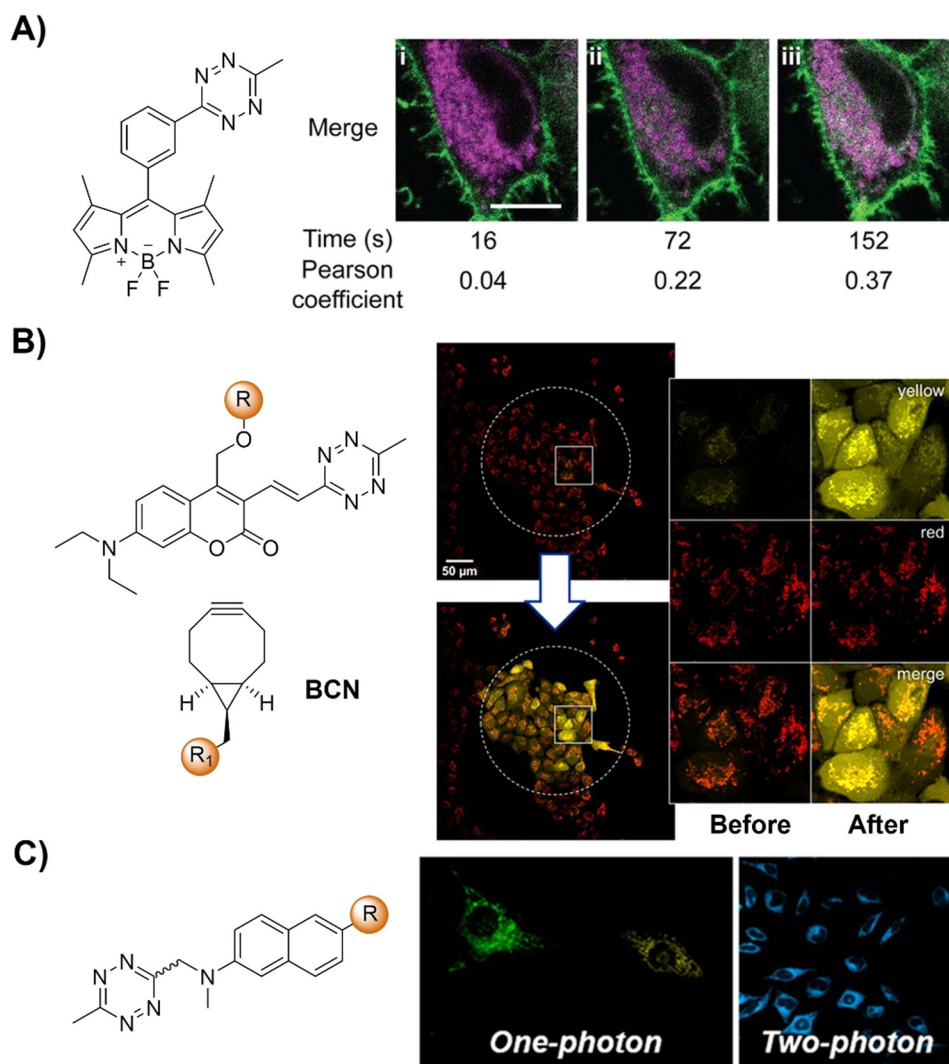 A)
N
N
N
N
N
+
B
−
N
F
F
i
ii
iii
Merge
Time (s)
16
72
152
Pearson
coefficient
0.04
0.22
0.37
B)
R
O
N
N
N
N
N
O
O
H
H
BCN
R1
50 µm
yellow
red
merge
Before
After
C)
R
N
N
N
N
N
One-photon
Two-photon